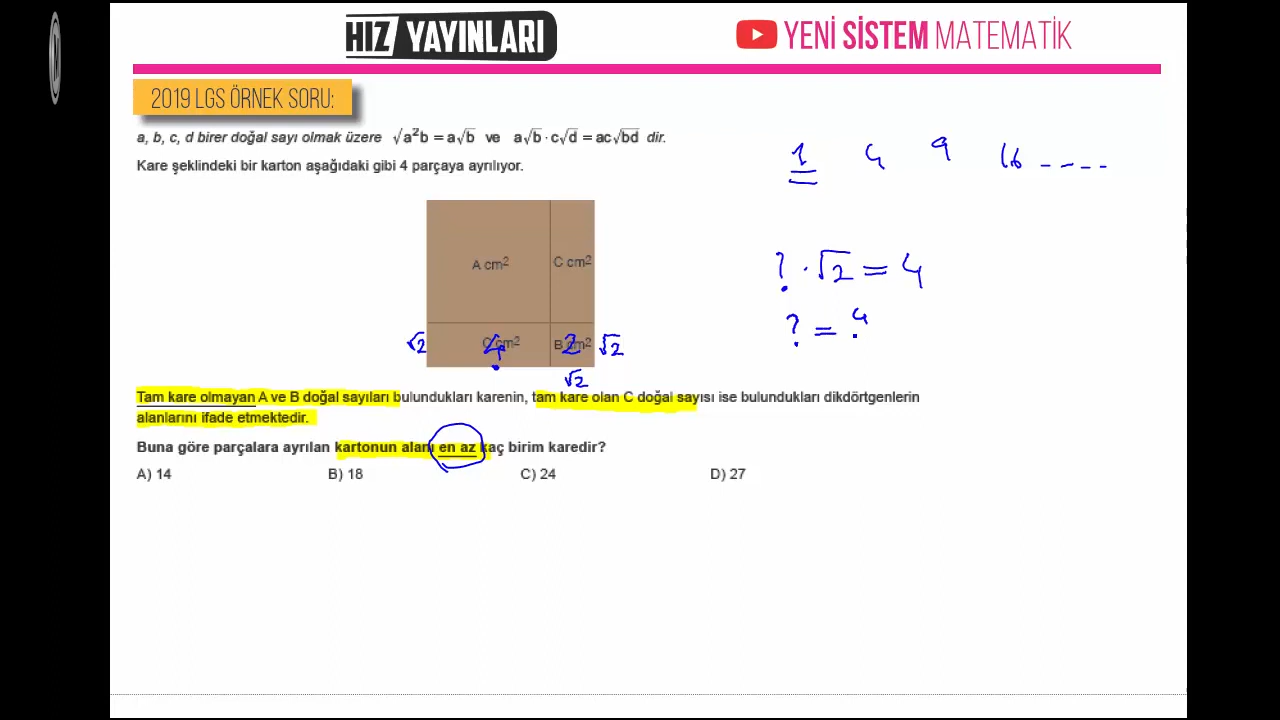 HIZ YAYINLARI
YENİ SİSTEM MATEMATİK
2019 LGS ÖRNEK SORU:
a, b, c, d birer doğal sayı olmak üzere √a²b = a√b ve a√b · c√d = ac√bd dir.
Kare şeklindeki bir karton aşağıdaki gibi 4 parçaya ayrılıyor.
1 4 9 16 ----
A cm² C cm²
? · √2 = 4
√2 C cm² 4 B cm² 2 √2
? = 4
√2
Tam kare olmayan A ve B doğal sayıları bulundukları karenin, tam kare olan C doğal sayısı ise bulundukları dikdörtgenlerin
alanlarını ifade etmektedir.
Buna göre parçalara ayrılan kartonun alanı en az kaç birim karedir?
A) 14 B) 18 C) 24 D) 27